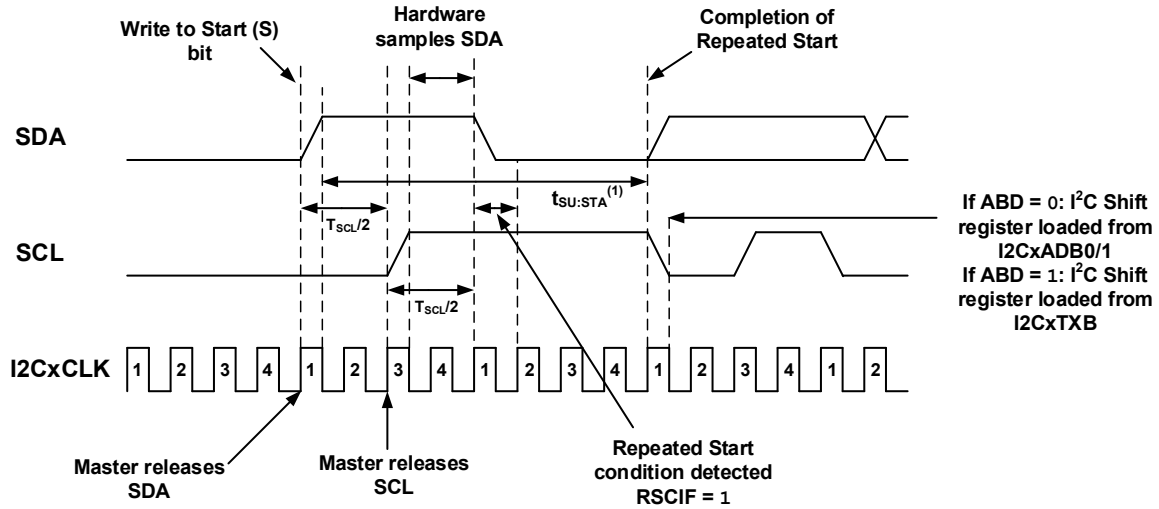 Write to Start (S)
bit
Hardware
samples SDA
Completion of
Repeated Start
SDA
tSU:STA(1)
TSCL/2
SCL
TSCL/2
If ABD = 0: I2C Shift
register loaded from
I2CxADB0/1
If ABD = 1: I2C Shift
register loaded from
I2CxTXB
I2CxCLK
1 2 3 4 1 2 3 4 1 2 3 4 1 2 3 4 1 2
Master releases
SDA
Master releases
SCL
Repeated Start
condition detected
RSCIF = 1